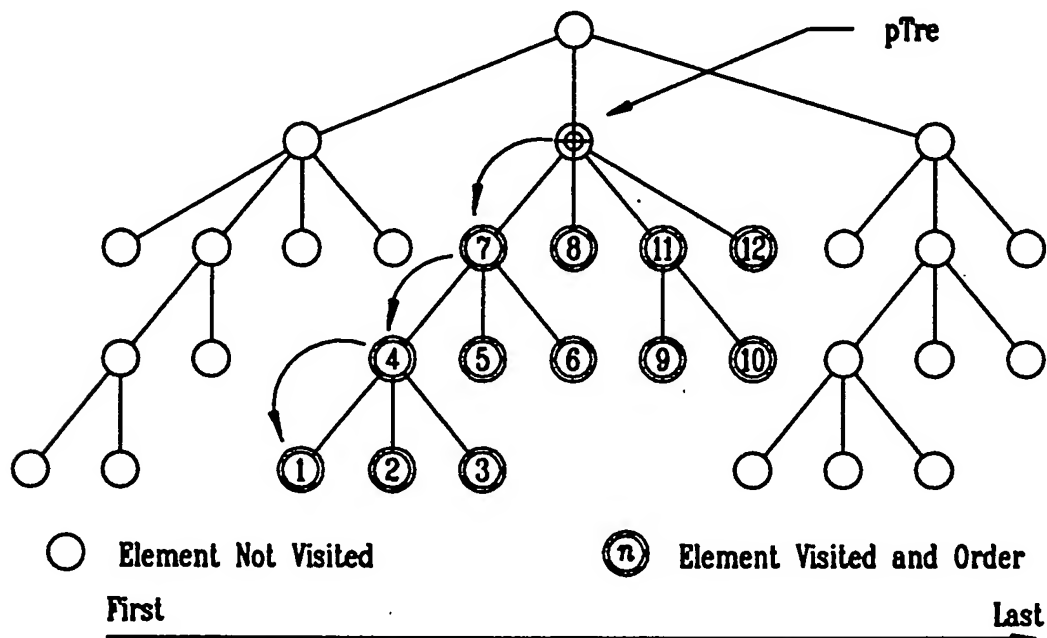 pTre
7 8 11 12
4 5 6 9 10
1 2 3
Element Not Visited
n Element Visited and Order
First Last